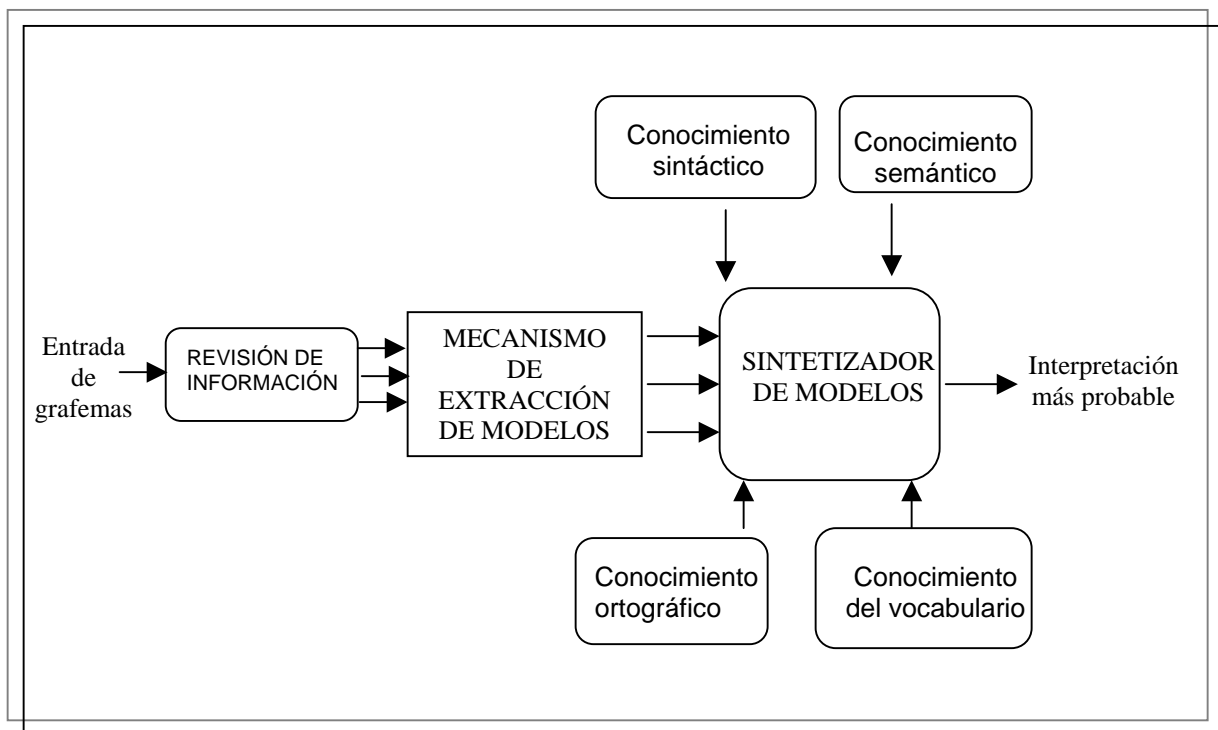 Conocimiento
sintáctico
Conocimiento
semántico
Entrada
de
grafemas
REVISIÓN DE
INFORMACIÓN
MECANISMO
DE
EXTRACCIÓN
DE MODELOS
SINTETIZADOR
DE MODELOS
Interpretación
más probable
Conocimiento
ortográfico
Conocimiento
del vocabulario